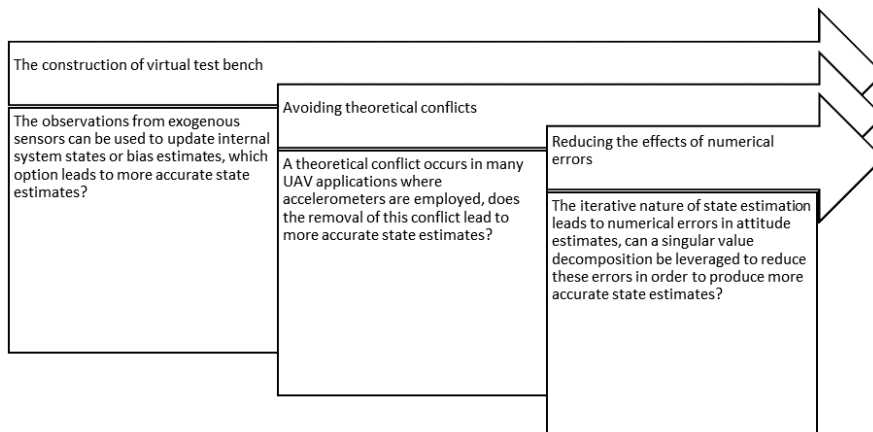 The construction of virtual test bench
The observations from exogenous
sensors can be used to update internal
system states or bias estimates, which
option leads to more accurate state
estimates?
Avoiding theoretical conflicts
A theoretical conflict occurs in many
UAV applications where
accelerometers are employed, does
the removal of this conflict lead to
more accurate state estimates?
Reducing the effects of numerical
errors
The iterative nature of state estimation
leads to numerical errors in attitude
estimates, can a singular value
decomposition be leveraged to reduce
these errors in order to produce more
accurate state estimates?